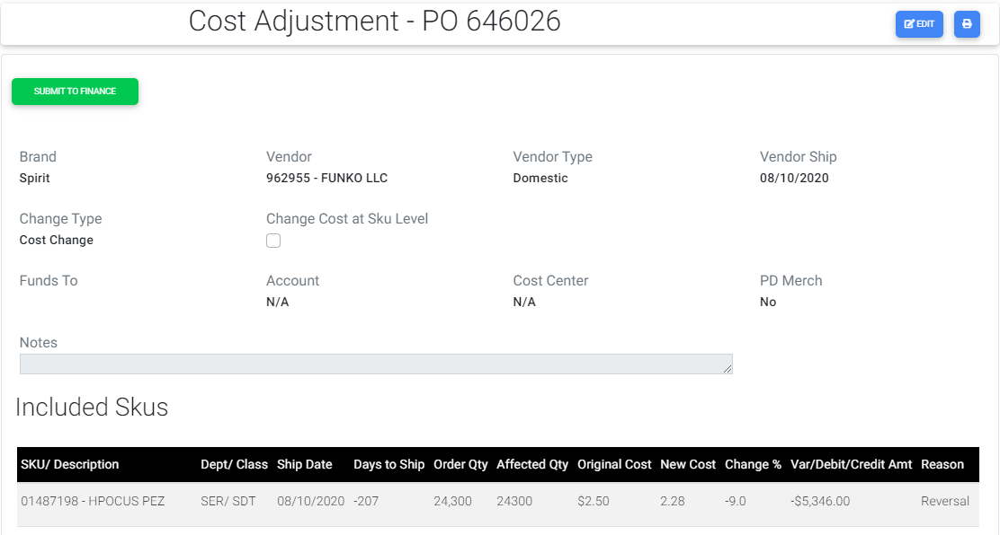 Cost Adjustment - PO 646026
EDIT
SUBMIT TO FINANCE
Brand Vendor Vendor Type Vendor Ship
Spirit 962955 - FUNKO LLC Domestic 08/10/2020
Change Type Change Cost at Sku Level
Cost Change
Funds To Account Cost Center PD Merch
N/A N/A No
Notes
Included Skus
SKU/ Description Dept/ Class Ship Date Days to Ship Order Qty Affected Qty Original Cost New Cost Change % Var/Debit/Credit Amt Reason
01487198 - HPOCUS PEZ SER/ SDT 08/10/2020 -207 24,300 24300 $2.50 2.28 -9.0 -$5,346.00 Reversal